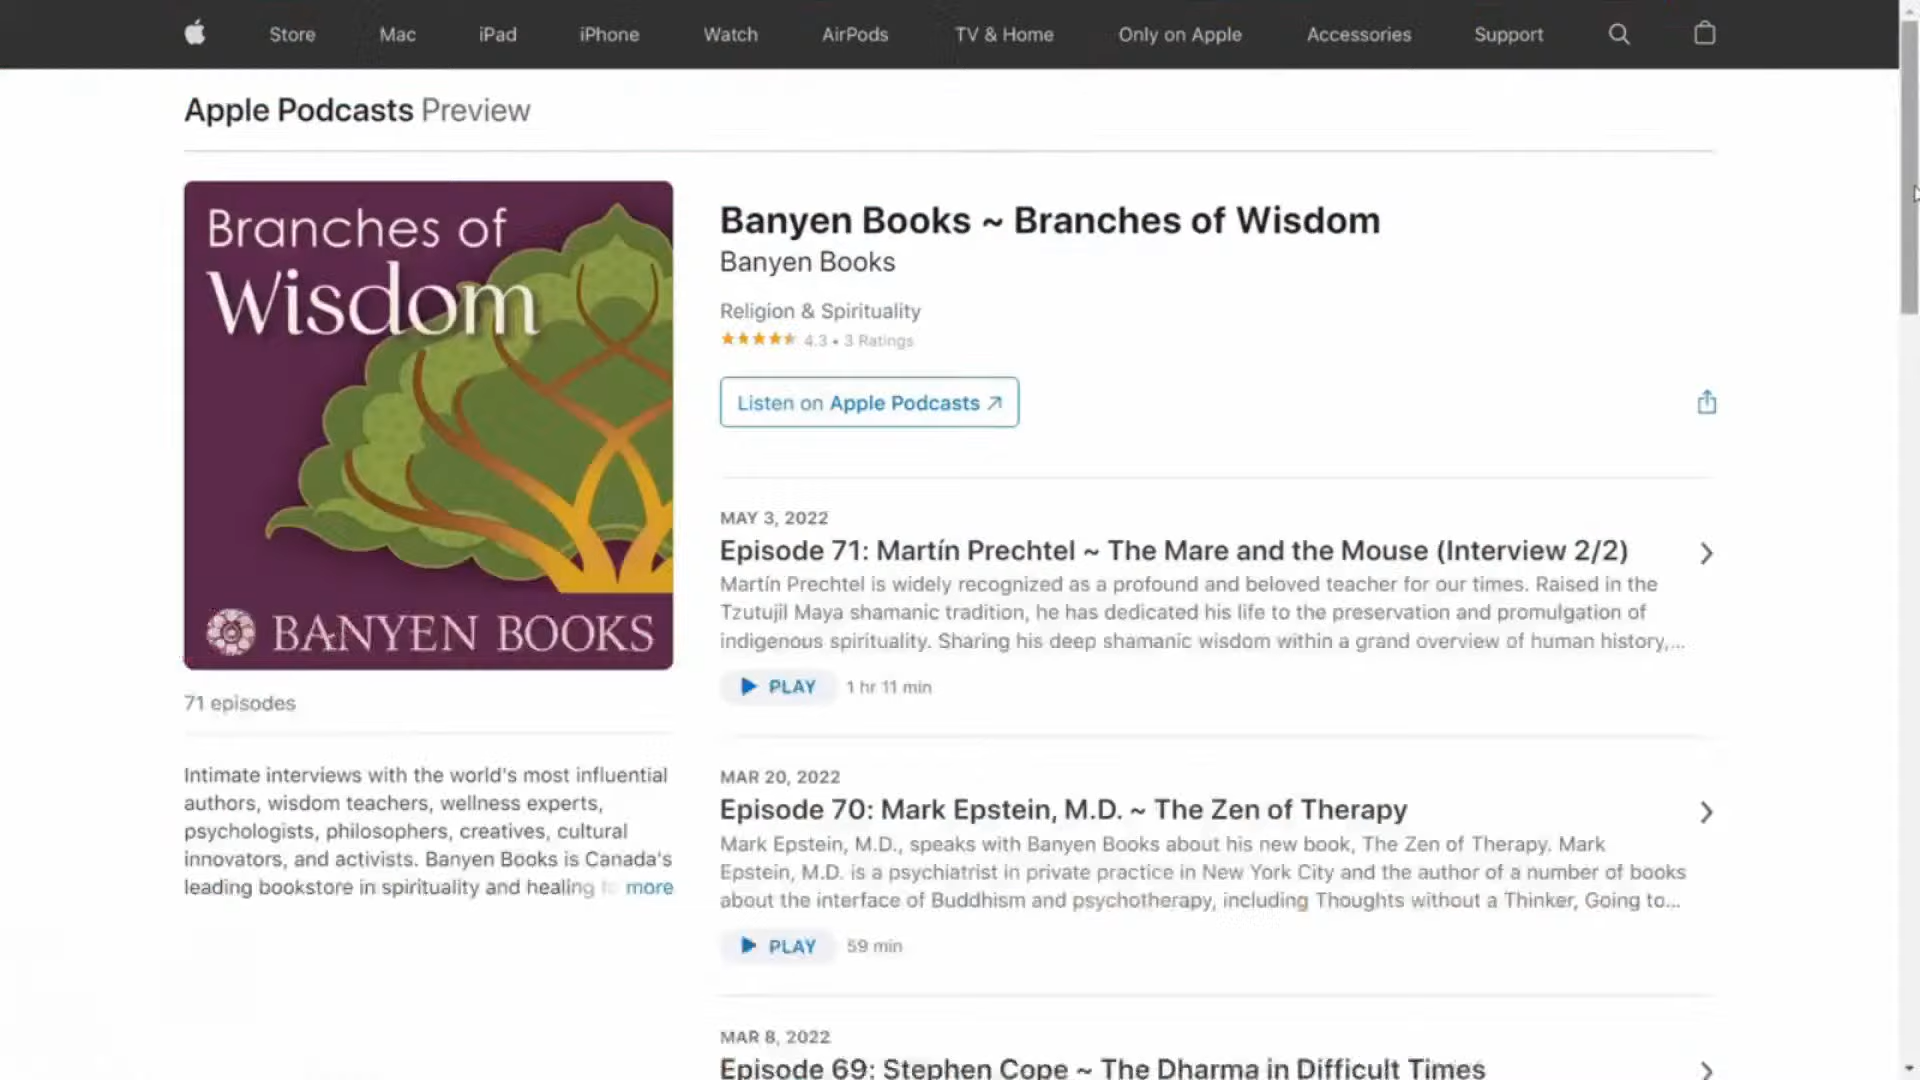 Store Mac iPad iPhone Watch AirPods TV & Home Only on Apple Accessories Support
Apple Podcasts Preview
Branches of
Wisdom
BANYEN BOOKS
71 episodes
Intimate interviews with the world's most influential
authors, wisdom teachers, wellness experts,
psychologists, philosophers, creatives, cultural
innovators, and activists. Banyen Books is Canada's
leading bookstore in spirituality and healing more
Banyen Books ~ Branches of Wisdom
Banyen Books
Religion & Spirituality
4.3 • 3 Ratings
Listen on Apple Podcasts ↗
MAY 3, 2022
Episode 71: Martín Prechtel ~ The Mare and the Mouse (Interview 2/2)
Martín Prechtel is widely recognized as a profound and beloved teacher for our times. Raised in the
Tzutujil Maya shamanic tradition, he has dedicated his life to the preservation and promulgation of
indigenous spirituality. Sharing his deep shamanic wisdom within a grand overview of human history,...
PLAY 1 hr 11 min
MAR 20, 2022
Episode 70: Mark Epstein, M.D. ~ The Zen of Therapy
Mark Epstein, M.D., speaks with Banyen Books about his new book, The Zen of Therapy. Mark
Epstein, M.D. is a psychiatrist in private practice in New York City and the author of a number of books
about the interface of Buddhism and psychotherapy, including Thoughts without a Thinker, Going to...
PLAY 59 min
MAR 8, 2022
Episode 69: Stephen Cope ~ The Dharma in Difficult Times